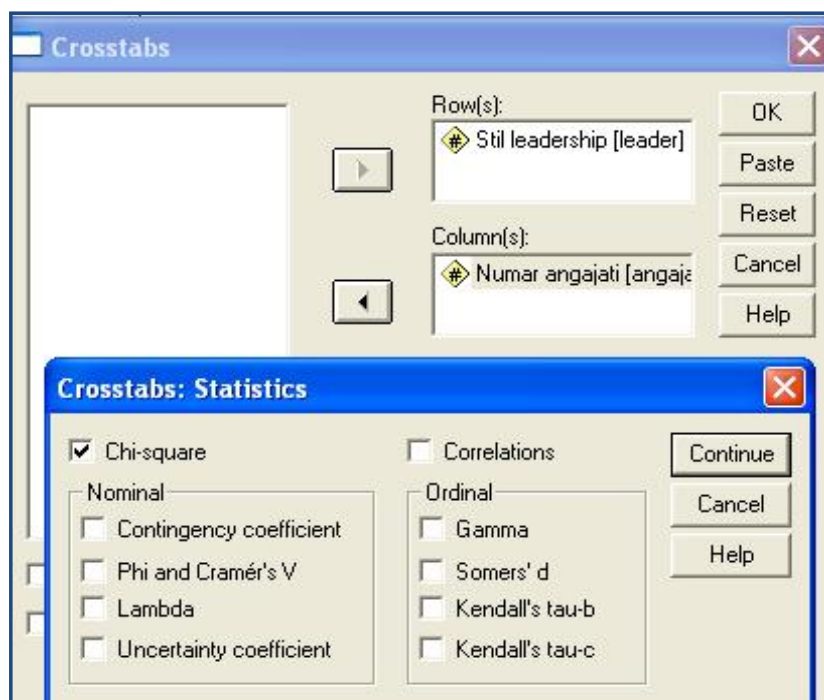 Crosstabs
Row(s):
Stil leadership [leader]
Column(s):
Numar angajati [angaja
OK
Paste
Reset
Cancel
Help
Crosstabs: Statistics
Chi-square
Correlations
Nominal
Contingency coefficient
Phi and Cramér's V
Lambda
Uncertainty coefficient
Ordinal
Gamma
Somers' d
Kendall's tau-b
Kendall's tau-c
Continue
Cancel
Help